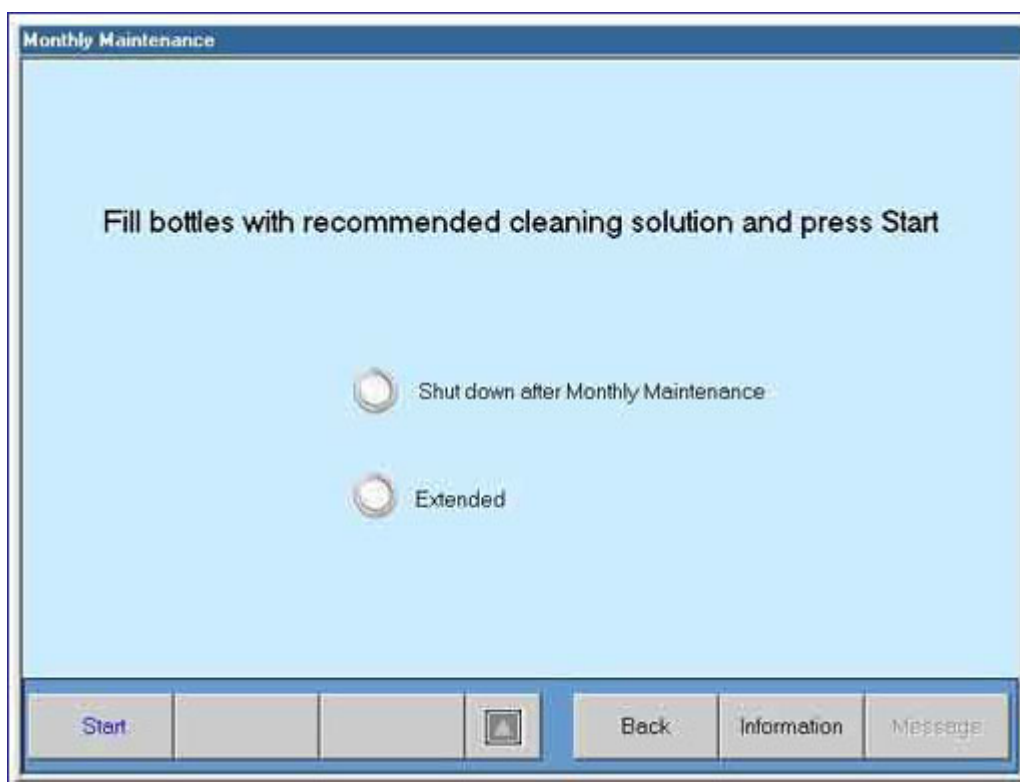 Monthly Maintenance
Fill bottles with recommended cleaning solution and press Start
Shut down after Monthly Maintenance
Extended
Start
Back
Information
Message